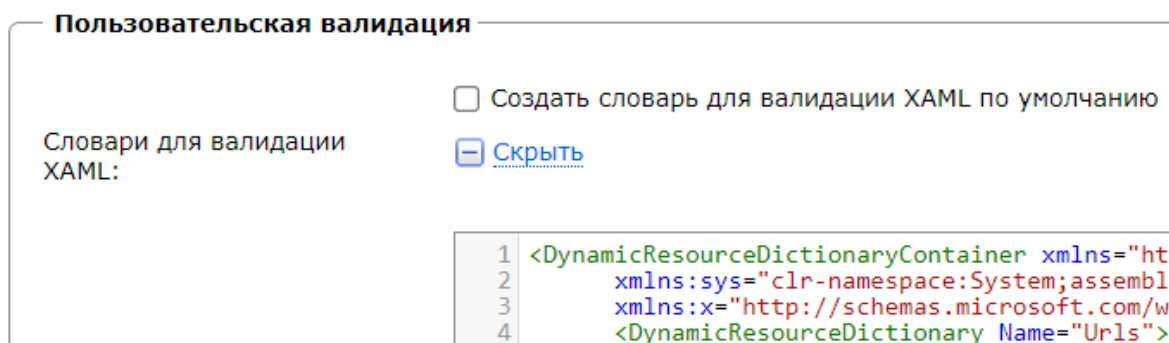 Пользовательская валидация
Создать словарь для валидации XAML по умолчанию
Словари для валидации
XAML:
Скрыть
1 <DynamicResourceDictionaryContainer xmlns="ht
2 xmlns:sys="clr-namespace:System;assembl
3 xmlns:x="http://schemas.microsoft.com/w
4 <DynamicResourceDictionary Name="Urls">